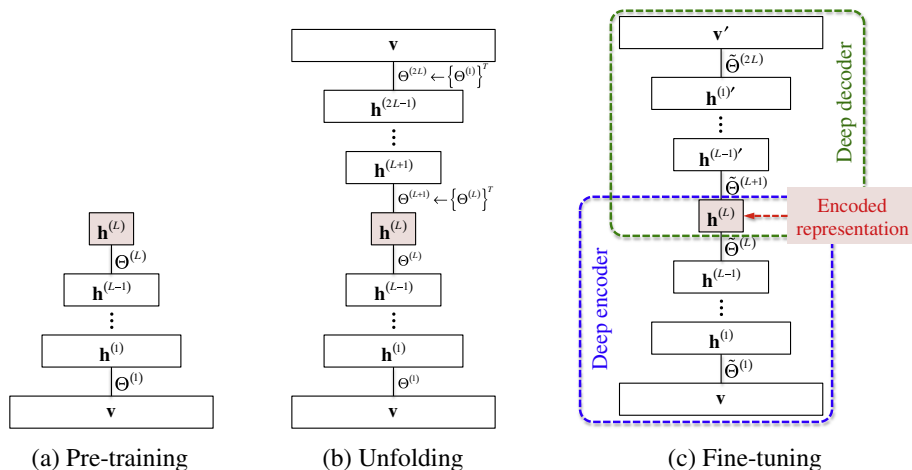 h^(L)
Θ^(L)
h^(L-1)
h^(1)
Θ^(1)
v
(a) Pre-training
v
Θ^(2L) ← {Θ^(1)}^T
h^(2L-1)
h^(L+1)
Θ^(L+1) ← {Θ^(L)}^T
h^(L)
Θ^(L)
h^(L-1)
h^(1)
Θ^(1)
v
(b) Unfolding
v′
Θ̃^(2L)
h^(1)′
h^(L-1)′
Θ̃^(L+1)
h^(L)
Θ̃^(L)
h^(L-1)
h^(1)
Θ̃^(1)
v
Deep decoder
Encoded
representation
Deep encoder
(c) Fine-tuning